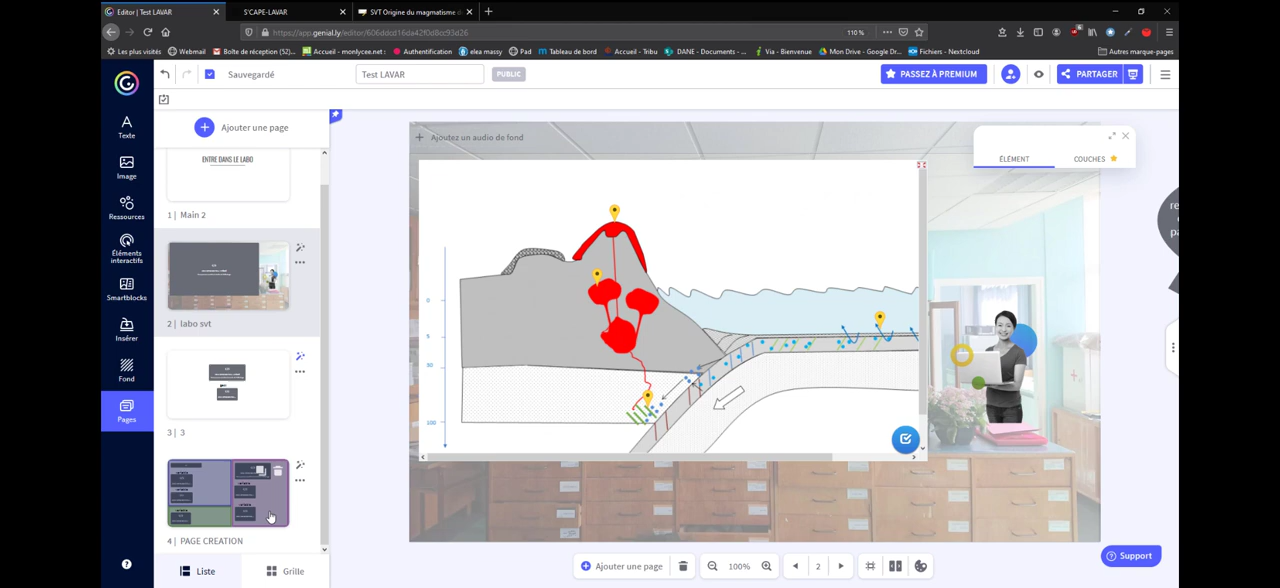 Editor | Test LAVAR
S'CAPE-LAVAR
SVT Origine du magmatisme d
https://app.genial.ly/editor/606ddcd16da42f0d8cc93d26
110 %
Les plus visités
Webmail
Boîte de réception (52)...
Accueil - monlycee.net :
Authentification
elea massy
Pad
Tableau de bord
Accueil - Tribu
DANE - Documents - ...
Via - Bienvenue
Mon Drive - Google Dr...
Fichiers - Nextcloud
Autres marque-pages
Sauvegardé
Test LAVAR
PUBLIC
PASSEZ À PREMIUM
PARTAGER
Texte
Image
Ressources
Éléments interactifs
Smartblocks
Insérer
Fond
Pages
Ajouter une page
ENTRE DANS LE LABO
1 | Main 2
2 | labo svt
3 | 3
4 | PAGE CREATION
Liste
Grille
Ajoutez un audio de fond
ÉLÉMENT
COUCHES
re
pa
0
5
100
Ajouter une page
100%
2
Support